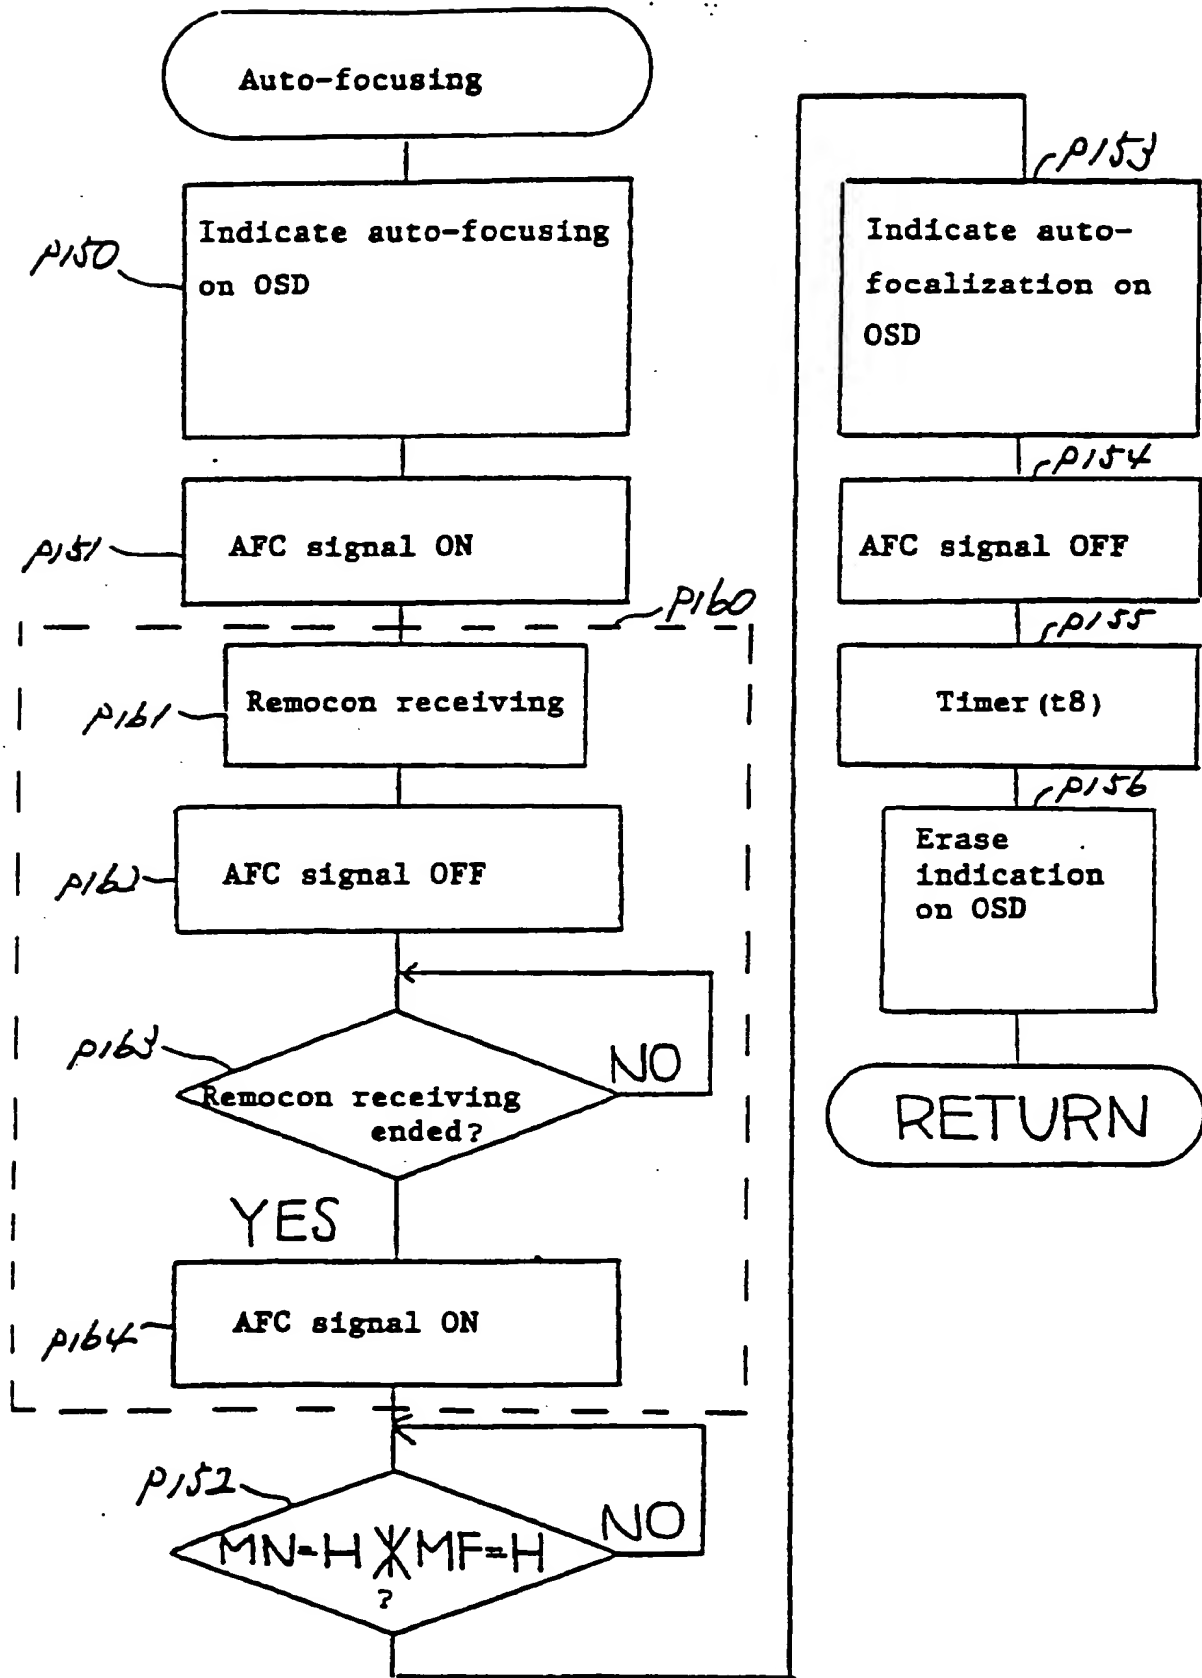 Auto-focusing
p150
Indicate auto-focusing
on OSD
p151
AFC signal ON
p160
p161
Remocon receiving
p162
AFC signal OFF
p163
Remocon receiving
ended?
NO
YES
p164
AFC signal ON
p152
MN=H * MF=H
?
NO
p153
Indicate auto-
focalization on
OSD
p154
AFC signal OFF
p155
Timer(t8)
p156
Erase
indication
on OSD
RETURN